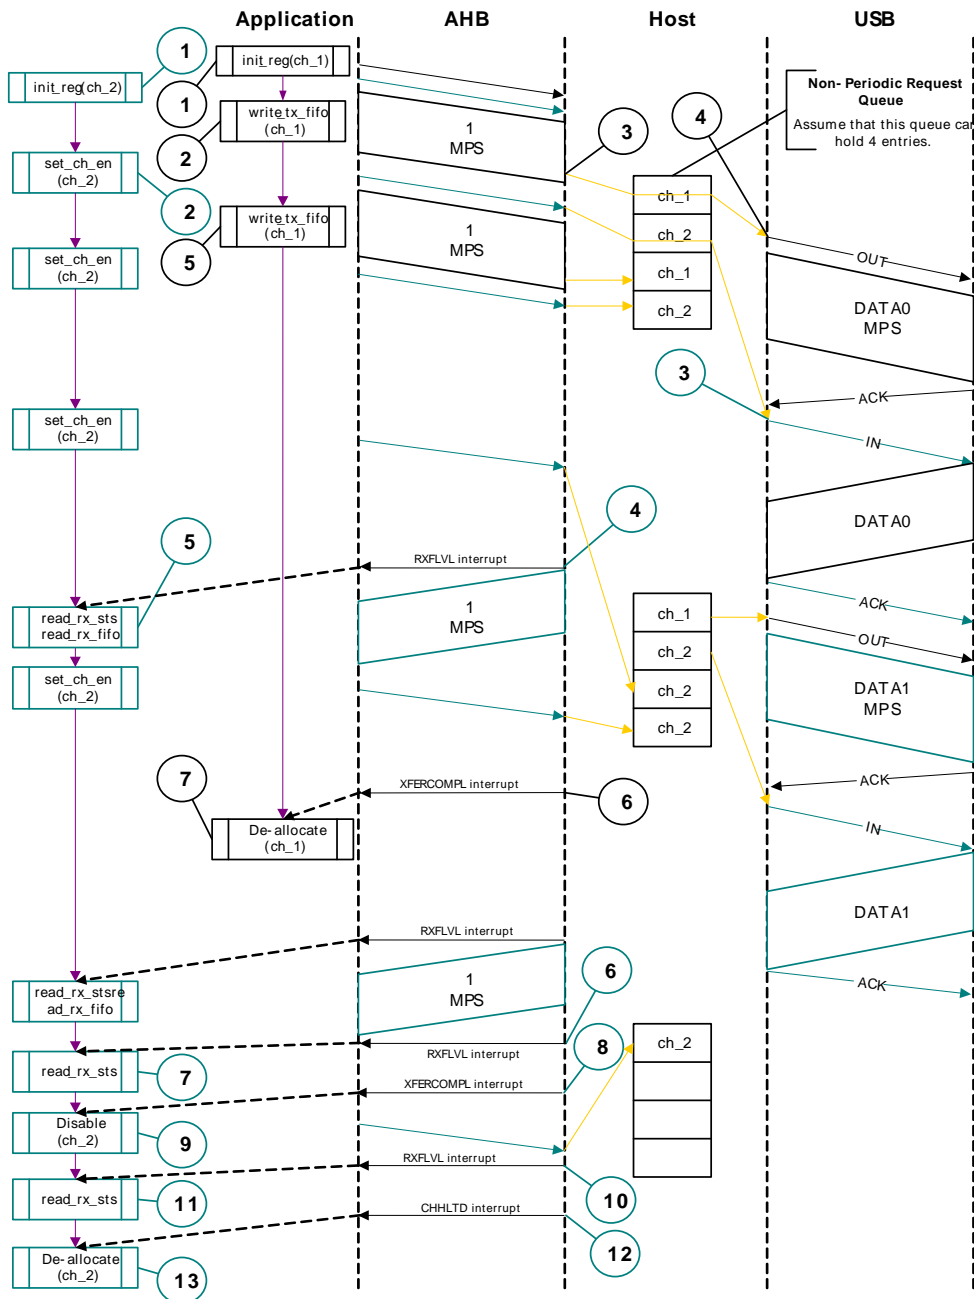 Application
AHB
Host
USB
1
init_reg(ch_2)
init_reg(ch_1)
1
write_tx_fifo
(ch_1)
2
1
MPS
3
4
Non-Periodic Request
Queue
Assume that this queue can
hold 4 entries.
set_ch_en
(ch_2)
2
ch_1
ch_2
ch_1
ch_2
write_tx_fifo
(ch_1)
5
1
MPS
set_ch_en
(ch_2)
OUT
DATA0
MPS
3
ACK
set_ch_en
(ch_2)
IN
DATA0
4
5
RXFLVL interrupt
ACK
read_rx_sts
read_rx_fifo
1
MPS
ch_1
ch_2
ch_2
ch_2
OUT
set_ch_en
(ch_2)
DATA1
MPS
7
XFERCOMPL interrupt
6
ACK
De-allocate
(ch_1)
IN
DATA1
RXFLVL interrupt
read_rx_stsre
ad_rx_fifo
1
MPS
6
ACK
8
ch_2
RXFLVL interrupt
read_rx_sts
7
XFERCOMPL interrupt
Disable
(ch_2)
9
RXFLVL interrupt
10
read_rx_sts
11
CHHLTD interrupt
12
De-allocate
(ch_2)
13